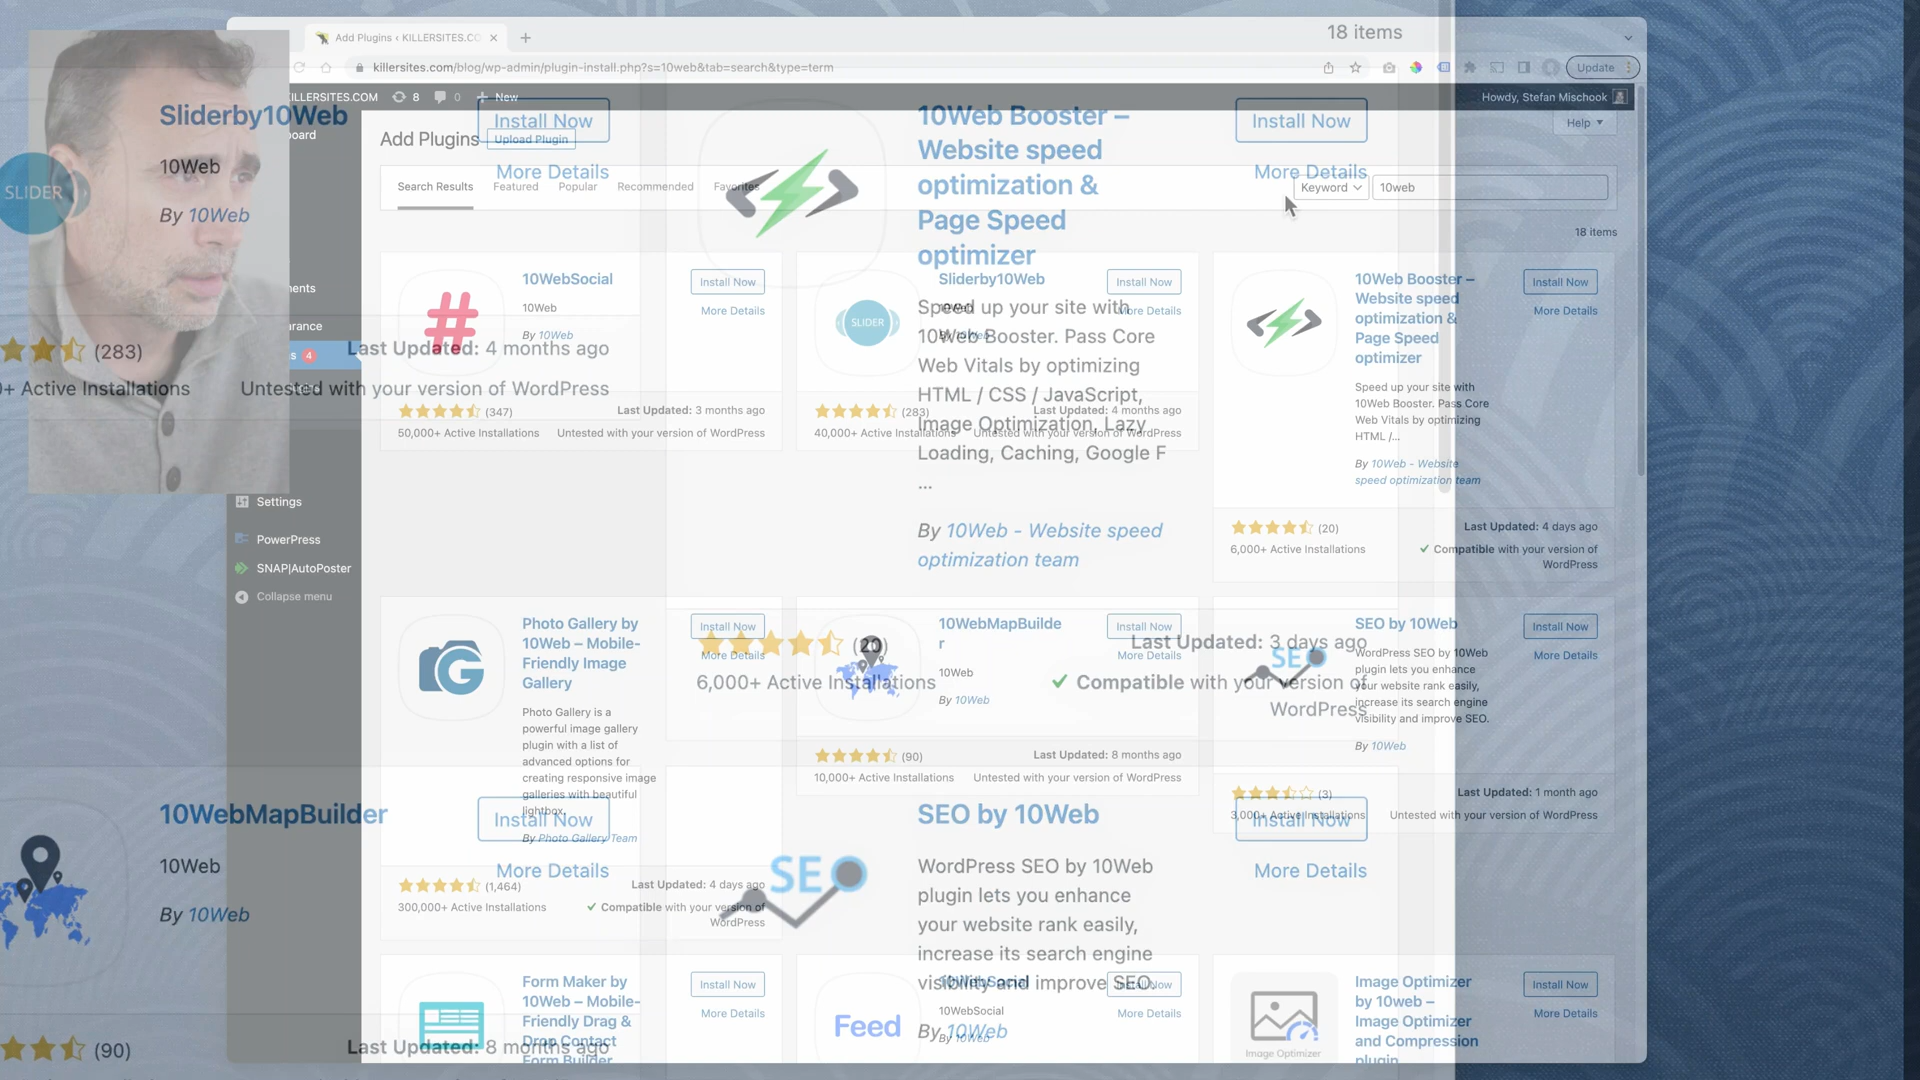 18 items
Add Plugins ‹ KILLERSITES.CO
killersites.com/blog/wp-admin/plugin-install.php?s=10web&tab=search&type=term
Update
KILLERSITES.COM
8
0
New
Howdy, Stefan Mischook
Help
Add Plugins
Upload Plugin
Search Results
Featured
Popular
Recommended
Favorites
Keyword
10web
18 items
10WebSocial
10Web
By 10Web
Install Now
More Details
(347)
Last Updated: 3 months ago
50,000+ Active Installations
Untested with your version of WordPress
SLIDER
Sliderby10Web
Install Now
More Details
(283)
Last Updated: 4 months ago
40,000+ Active Installations
Untested with your version of WordPress
10Web Booster –
Website speed
optimization &
Page Speed
optimizer
Install Now
More Details
Speed up your site with
10Web Booster. Pass Core
Web Vitals by optimizing
HTML /...
By 10Web - Website
speed optimization team
(20)
Last Updated: 4 days ago
6,000+ Active Installations
Compatible with your version of
WordPress
4
Settings
PowerPress
SNAP|AutoPoster
Collapse menu
Photo Gallery by
10Web – Mobile-
Friendly Image
Gallery
Install Now
More Details
Photo Gallery is a
powerful image gallery
plugin with a list of
advanced options for
creating responsive image
galleries with beautiful
lightbox.
By Photo Gallery Team
(1,464)
Last Updated: 4 days ago
300,000+ Active Installations
Compatible with your version of
WordPress
10WebMapBuilde
r
10Web
By 10Web
Install Now
More Details
(90)
Last Updated: 8 months ago
10,000+ Active Installations
Untested with your version of WordPress
SEO by 10Web
Install Now
More Details
WordPress SEO by 10Web
plugin lets you enhance
your website rank easily,
increase its search engine
visibility and improve SEO.
By 10Web
(3)
Last Updated: 1 month ago
3,000+ Active Installations
Untested with your version of WordPress
Form Maker by
10Web – Mobile-
Friendly Drag &
Drop Contact
Form Builder
Install Now
More Details
Feed
10WebSocial
10WebSocial
By 10Web
Install Now
More Details
Image Optimizer
Image Optimizer
by 10web –
Image Optimizer
and Compression
plugin
Install Now
More Details
SLIDER
Sliderby10Web
10Web
By 10Web
Install Now
More Details
(283)
Last Updated: 4 months ago
0+ Active Installations
Untested with your version of WordPress
10Web Booster –
Website speed
optimization &
Page Speed
optimizer
Install Now
More Details
Speed up your site with
10Web Booster. Pass Core
Web Vitals by optimizing
HTML / CSS / JavaScript,
Image Optimization, Lazy
Loading, Caching, Google F
...
By 10Web - Website speed
optimization team
(20)
Last Updated: 3 days ago
6,000+ Active Installations
Compatible with your version of
WordPress
10WebMapBuilder
10Web
By 10Web
Install Now
More Details
(90)
Last Updated: 8 months ago
SEO
SEO by 10Web
Install Now
More Details
WordPress SEO by 10Web
plugin lets you enhance
your website rank easily,
increase its search engine
visibility and improve SEO.
By 10Web